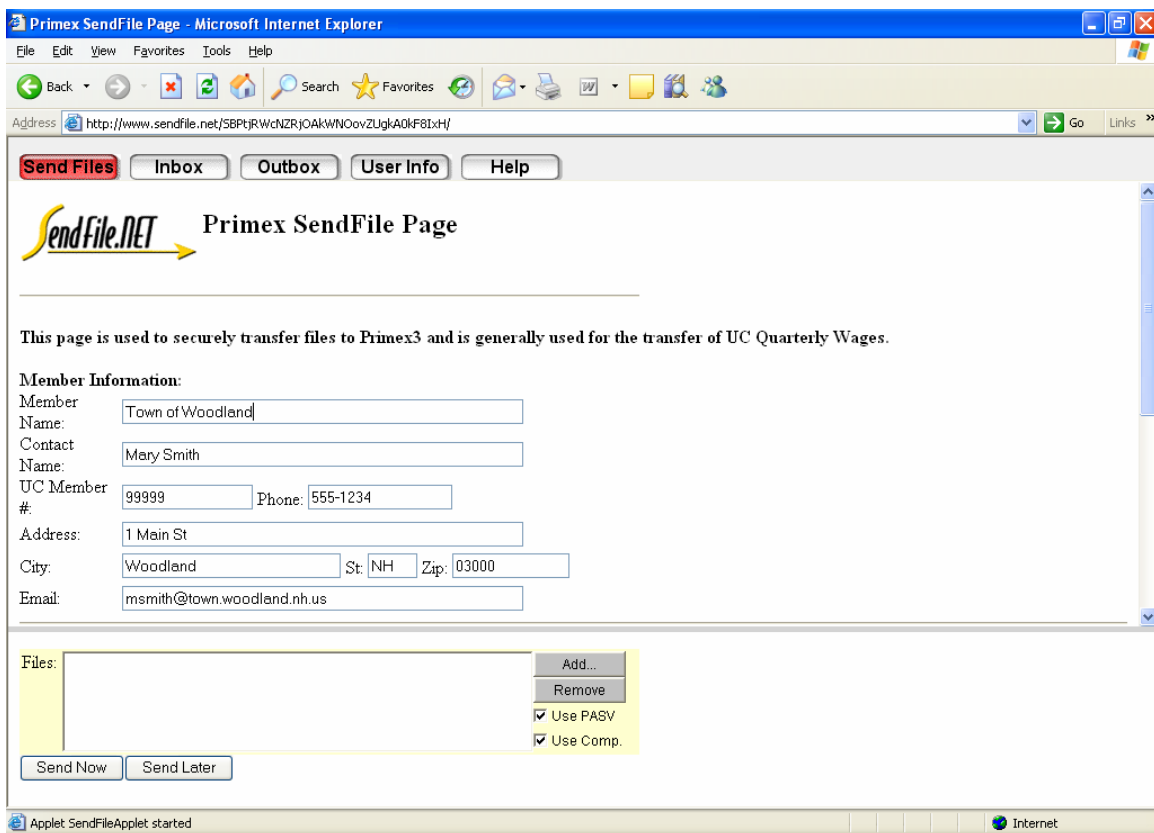 Primex SendFile Page - Microsoft Internet Explorer
File Edit View Favorites Tools Help
Back Search Favorites
Address http://www.sendfile.net/SBPtjRWcNZRjOAkWNOovZUgkA0kF8IxH/ Go Links »
Send Files Inbox Outbox User Info Help
SendFile.NET Primex SendFile Page
This page is used to securely transfer files to Primex3 and is generally used for the transfer of UC Quarterly Wages.
Member Information:
Member
Name: Town of Woodland
Contact
Name: Mary Smith
UC Member
#: 99999 Phone: 555-1234
Address: 1 Main St
City: Woodland St: NH Zip: 03000
Email: msmith@town.woodland.nh.us
Files: Add...
Remove
Use PASV
Use Comp.
Send Now Send Later
Applet SendFileApplet started Internet